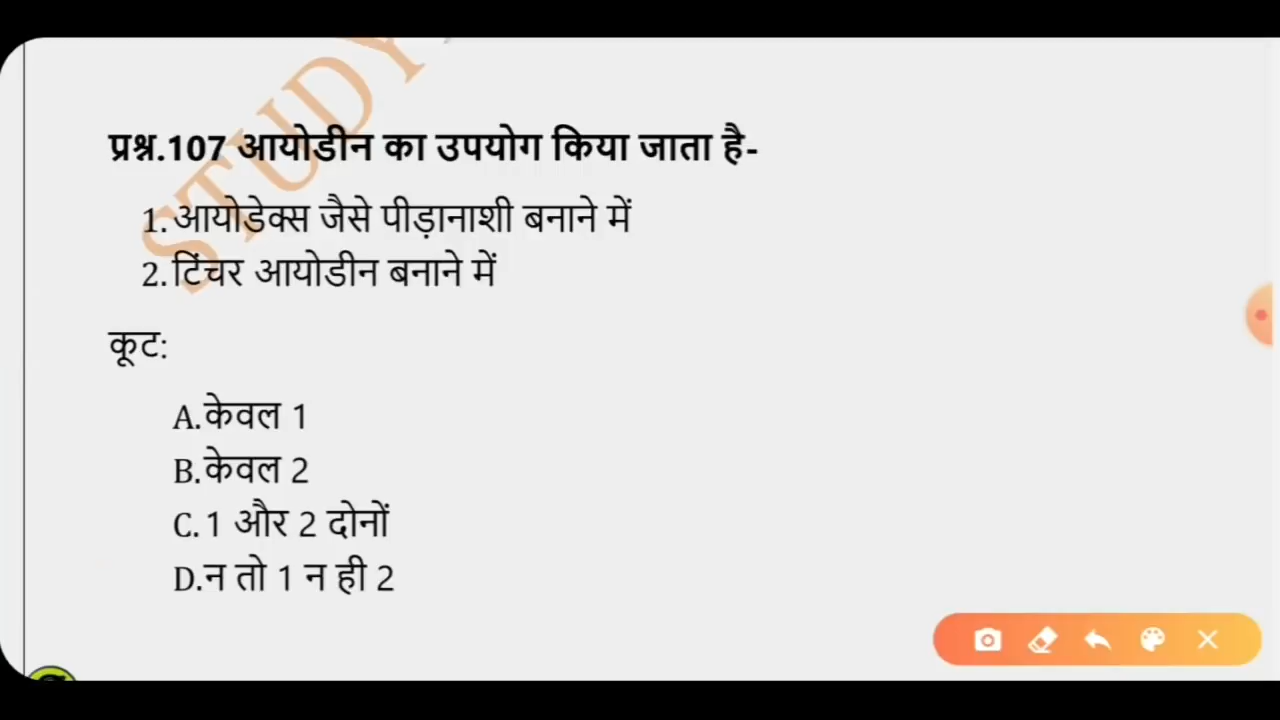 STUDY
प्रश्न.107 आयोडीन का उपयोग किया जाता है-
1. आयोडेक्स जैसे पीड़ानाशी बनाने में
2. टिंचर आयोडीन बनाने में
कूट:
A. केवल 1
B. केवल 2
C. 1 और 2 दोनों
D. न तो 1 न ही 2